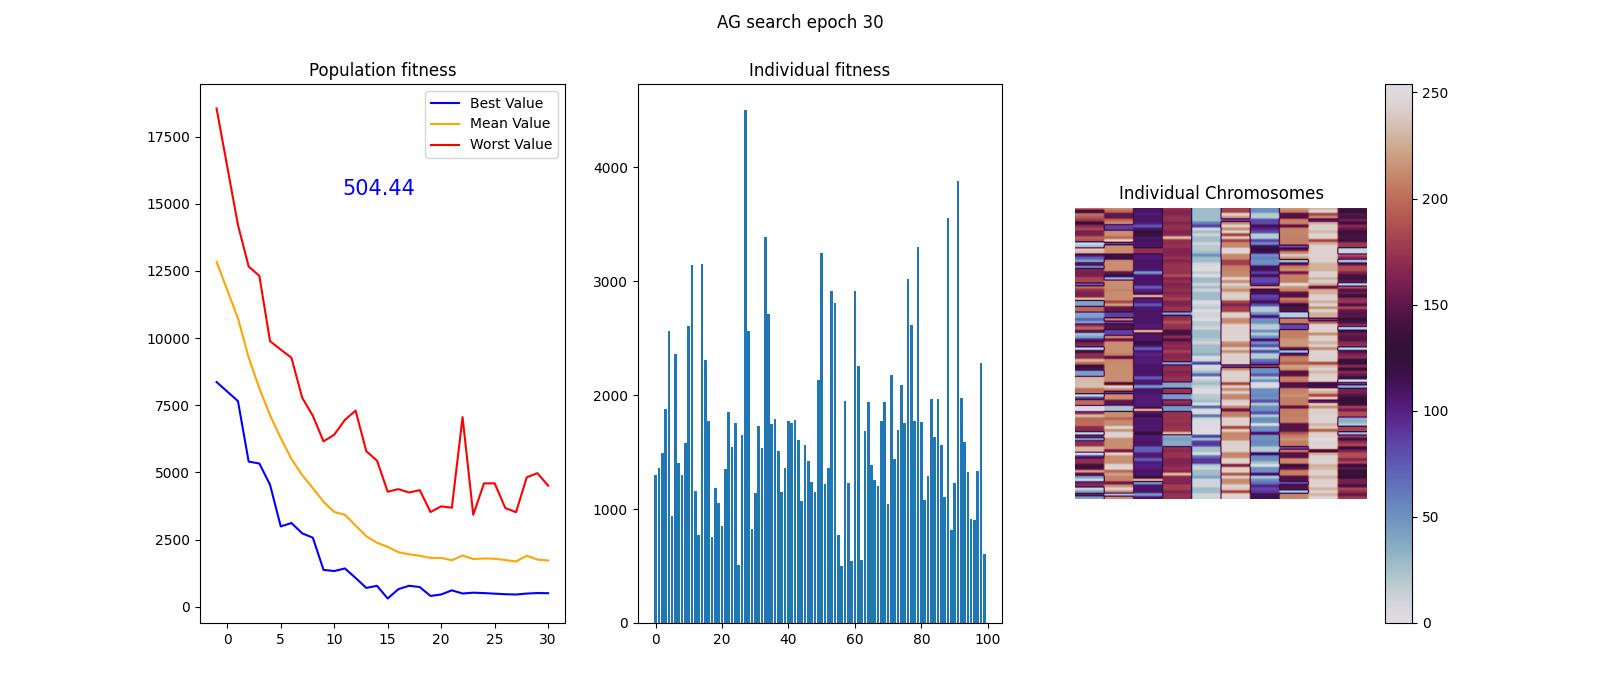 AG search epoch 30
Population fitness
Best Value
Mean Value
Worst Value
504.44
17500
15000
12500
10000
7500
5000
2500
0
0 5 10 15 20 25 30
Individual fitness
4000
3000
2000
1000
0
0 20 40 60 80 100
Individual Chromosomes
250
200
150
100
50
0